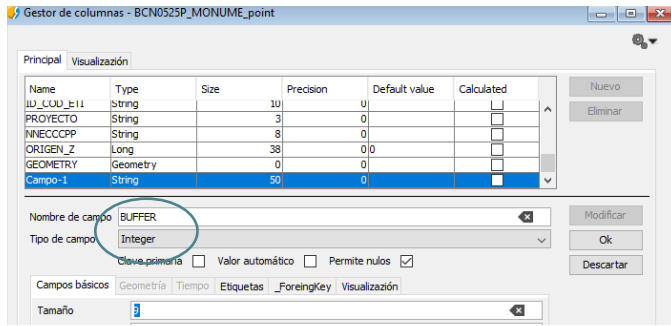 Gestor de columnas - BCN0525P_MONUME_point
Principal Visualización
Name Type Size Precision Default value Calculated
ID_COD_ETI String 10 0
PROYECTO String 3 0
NNECCCPP String 8 0
ORIGEN_Z Long 38 0 0
GEOMETRY Geometry 0 0
Campo-1 String 50 0
Nuevo
Eliminar
Nombre de campo BUFFER
Modificar
Tipo de campo Integer
Ok
Clave primaria Valor automático Permite nulos
Descartar
Campos básicos Geometría Tiempo Etiquetas _ForeingKey Visualizazión
Tamaño 9